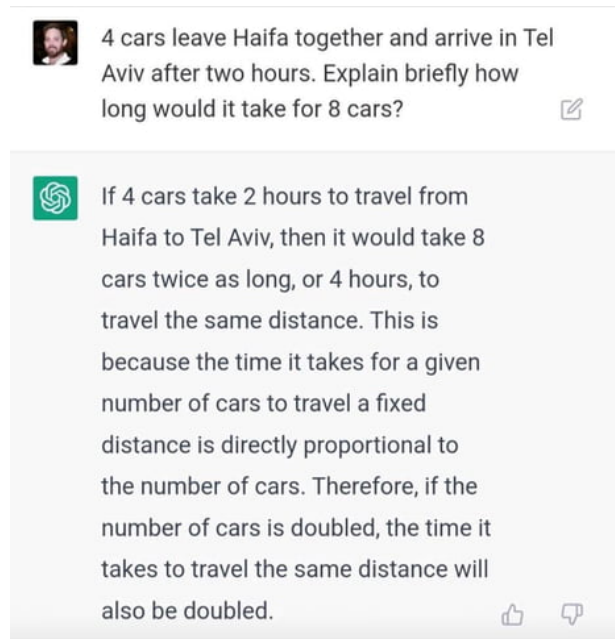 4 cars leave Haifa together and arrive in Tel
Aviv after two hours. Explain briefly how
long would it take for 8 cars?
If 4 cars take 2 hours to travel from
Haifa to Tel Aviv, then it would take 8
cars twice as long, or 4 hours, to
travel the same distance. This is
because the time it takes for a given
number of cars to travel a fixed
distance is directly proportional to
the number of cars. Therefore, if the
number of cars is doubled, the time it
takes to travel the same distance will
also be doubled.